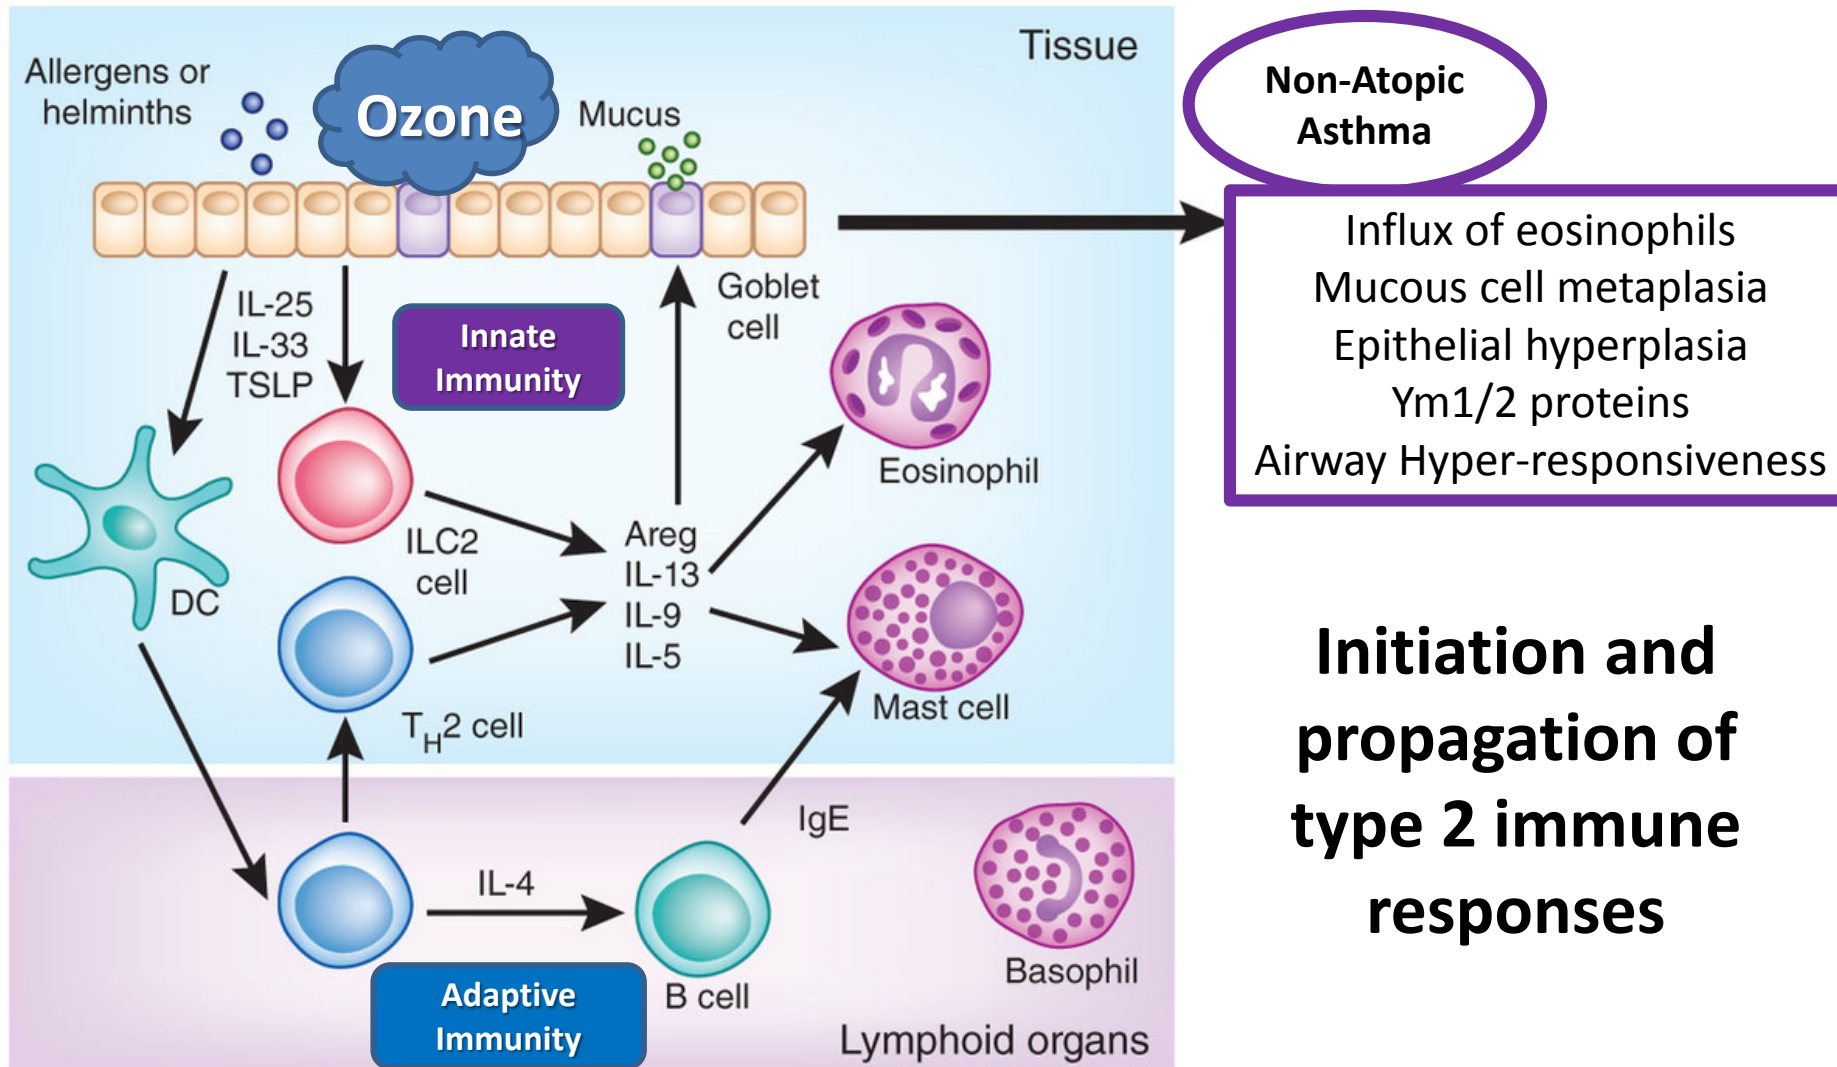 Tissue
Allergens or
helminths
Ozone
Mucus
Non-Atopic
Asthma
Influx of eosinophils
Mucous cell metaplasia
Epithelial hyperplasia
Ym1/2 proteins
Airway Hyper-responsiveness
IL-25
IL-33
TSLP
Innate
Immunity
Goblet
cell
Eosinophil
ILC2
cell
Areg
IL-13
IL-9
IL-5
DC
TH2 cell
Mast cell
Initiation and
propagation of
type 2 immune
responses
IgE
IL-4
B cell
Basophil
Adaptive
Immunity
Lymphoid organs